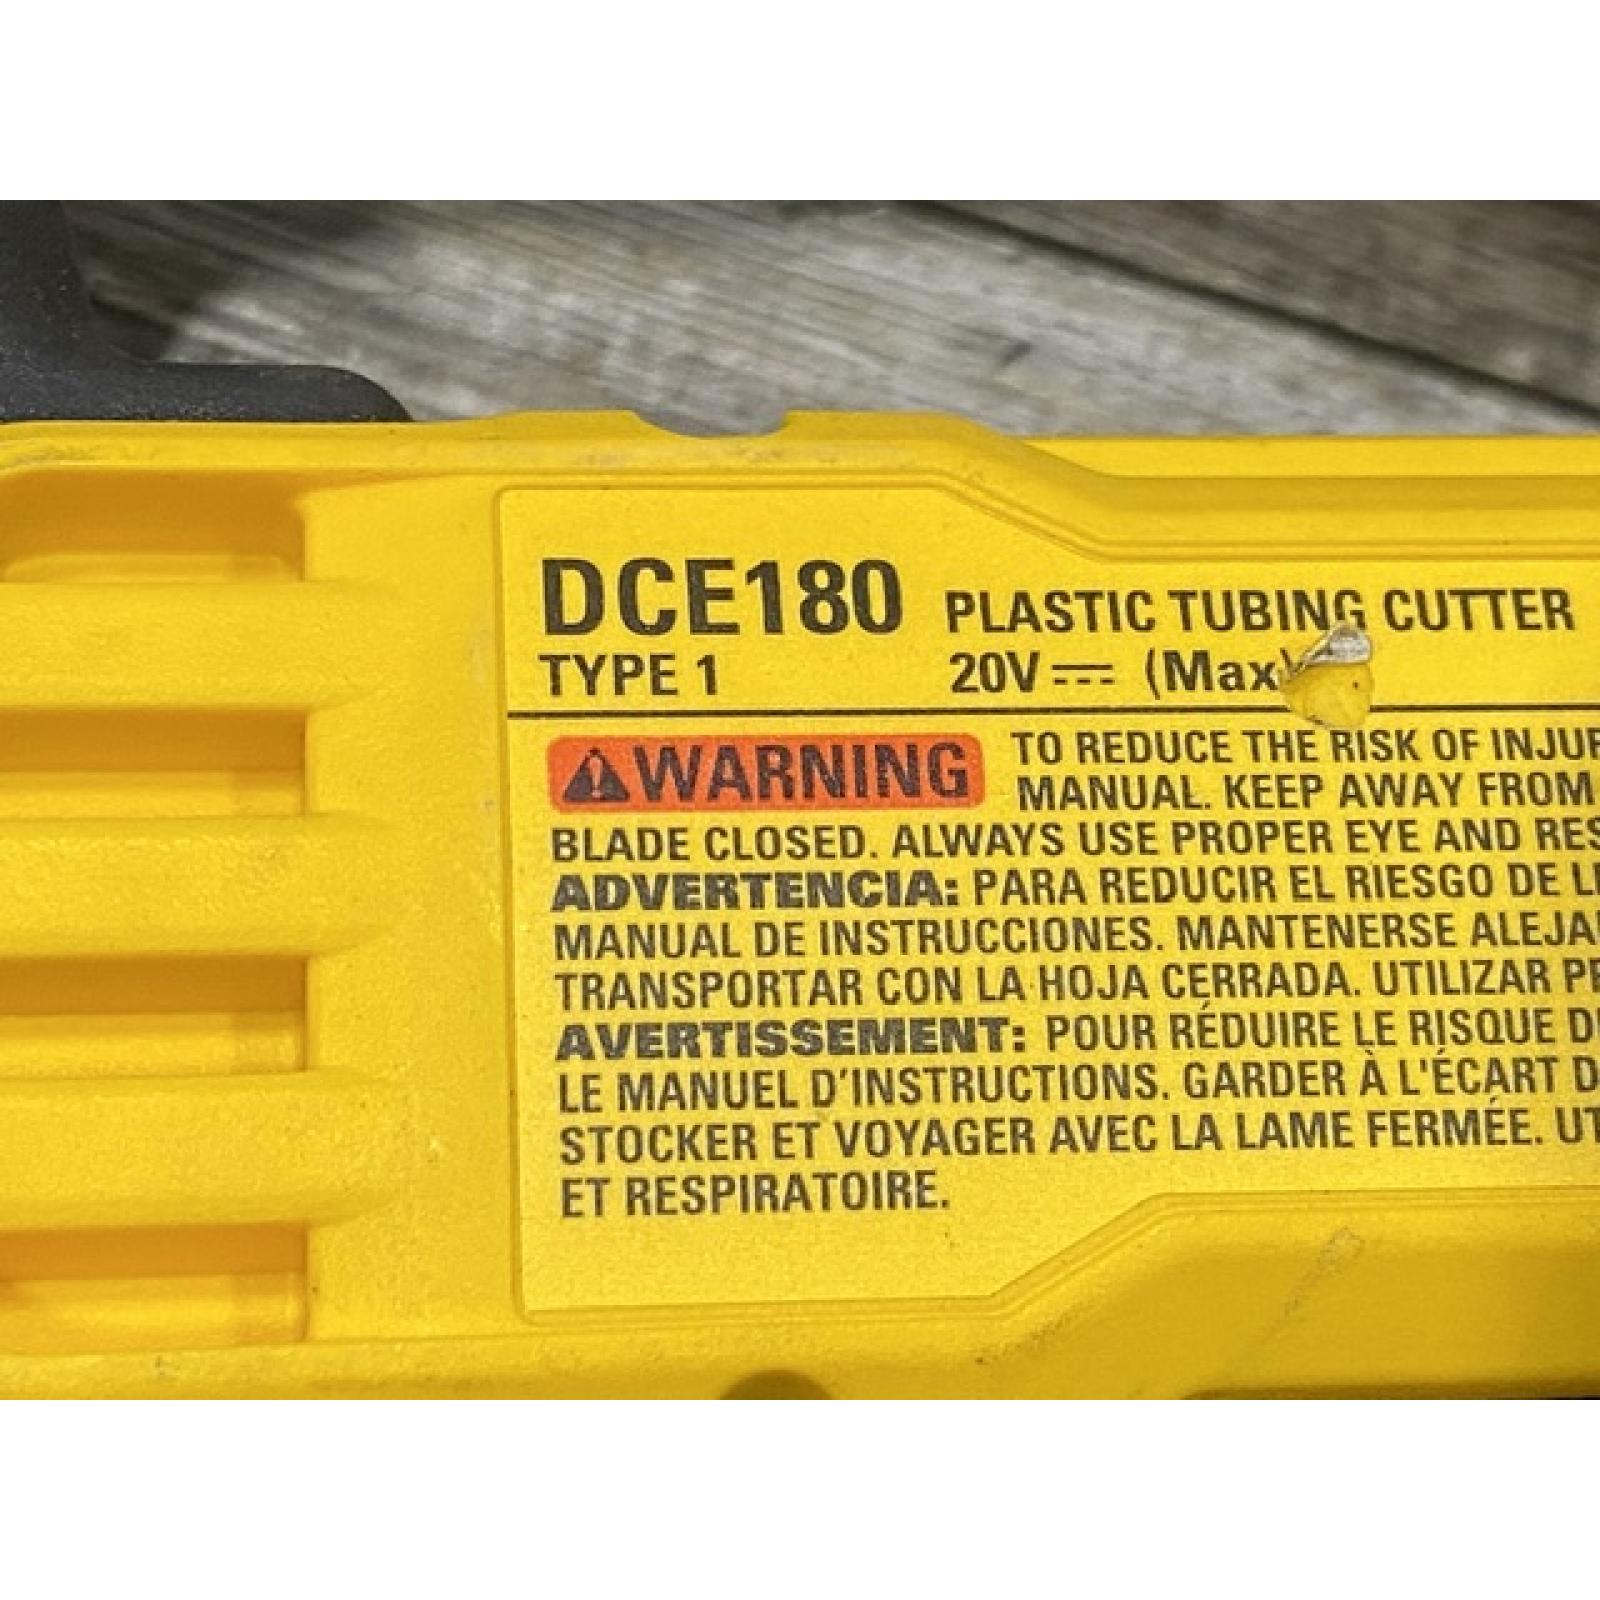 DCE180 PLASTIC TUBING CUTTER
TYPE 1 20V (Max)
WARNING TO REDUCE THE RISK OF
MANUAL. KEEP AWAY FROM
BLADE CLOSED. ALWAYS USE PROPER EYE AND
ADVERTENCIA: PARA REDUCIR EL RIESGO DE
MANUAL DE INSTRUCCIONES. MANTENERSE
TRANSPORTAR CON LA HOJA CERRADA. UTILIZAR
AVERTISSEMENT: POUR RÉDUIRE LE RISQUE
LE MANUEL D'INSTRUCTIONS. GARDER À L'ÉCART
STOCKER ET VOYAGER AVEC LA LAME FERMÉE.
ET RESPIRATOIRE.